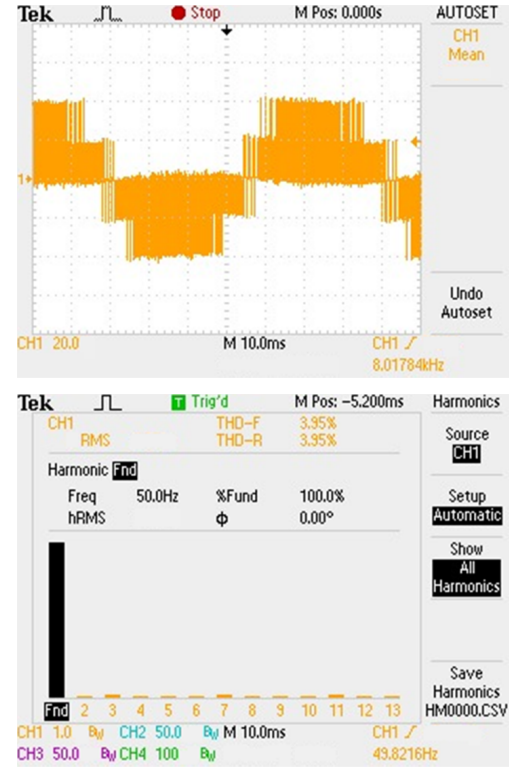 Tek Stop M Pos: 0.000s AUTOSET
CH1
Mean
1
Undo
Autoset
CH1 20.0 M 10.0ms CH1
8.01784kHz
Tek T Trig'd M Pos: -5.200ms Harmonics
CH1 THD-F 3.95%
RMS THD-R 3.95%
Source
CH1
Harmonic Fnd
Freq 50.0Hz %Fund 100.0%
hRMS ϕ 0.00°
Setup
Automatic
Show
All
Harmonics
Save
Harmonics
HM0000.CSV
Fnd 2 3 4 5 6 7 8 9 10 11 12 13
CH1 1.0 BW CH2 50.0 BW M 10.0ms CH1
CH3 50.0 BW CH4 100 BW 49.8216Hz